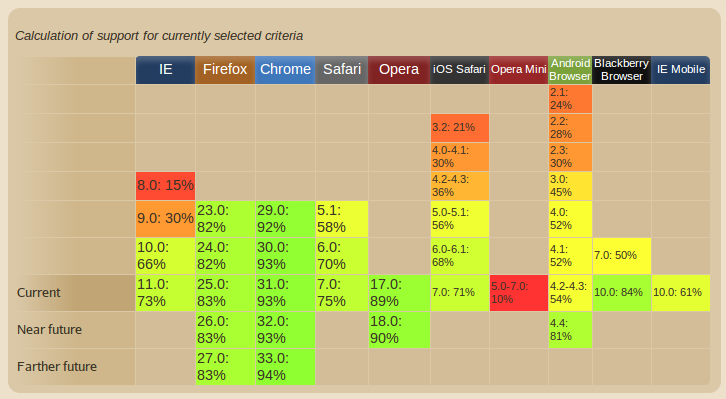 Calculation of support for currently selected criteria
IE Firefox Chrome Safari Opera iOS Safari Opera Mini Android Browser Blackberry Browser IE Mobile
2.1: 24%
3.2: 21% 2.2: 28%
4.0-4.1: 30% 2.3: 30%
8.0: 15% 4.2-4.3: 36% 3.0: 45%
9.0: 30% 23.0: 82% 29.0: 92% 5.1: 58% 5.0-5.1: 56% 4.0: 52%
10.0: 66% 24.0: 82% 30.0: 93% 6.0: 70% 6.0-6.1: 68% 4.1: 52% 7.0: 50%
Current 11.0: 73% 25.0: 83% 31.0: 93% 7.0: 75% 17.0: 89% 7.0: 71% 5.0-7.0: 10% 4.2-4.3: 54% 10.0: 84% 10.0: 61%
Near future 26.0: 83% 32.0: 93% 18.0: 90% 4.4: 81%
Farther future 27.0: 83% 33.0: 94%